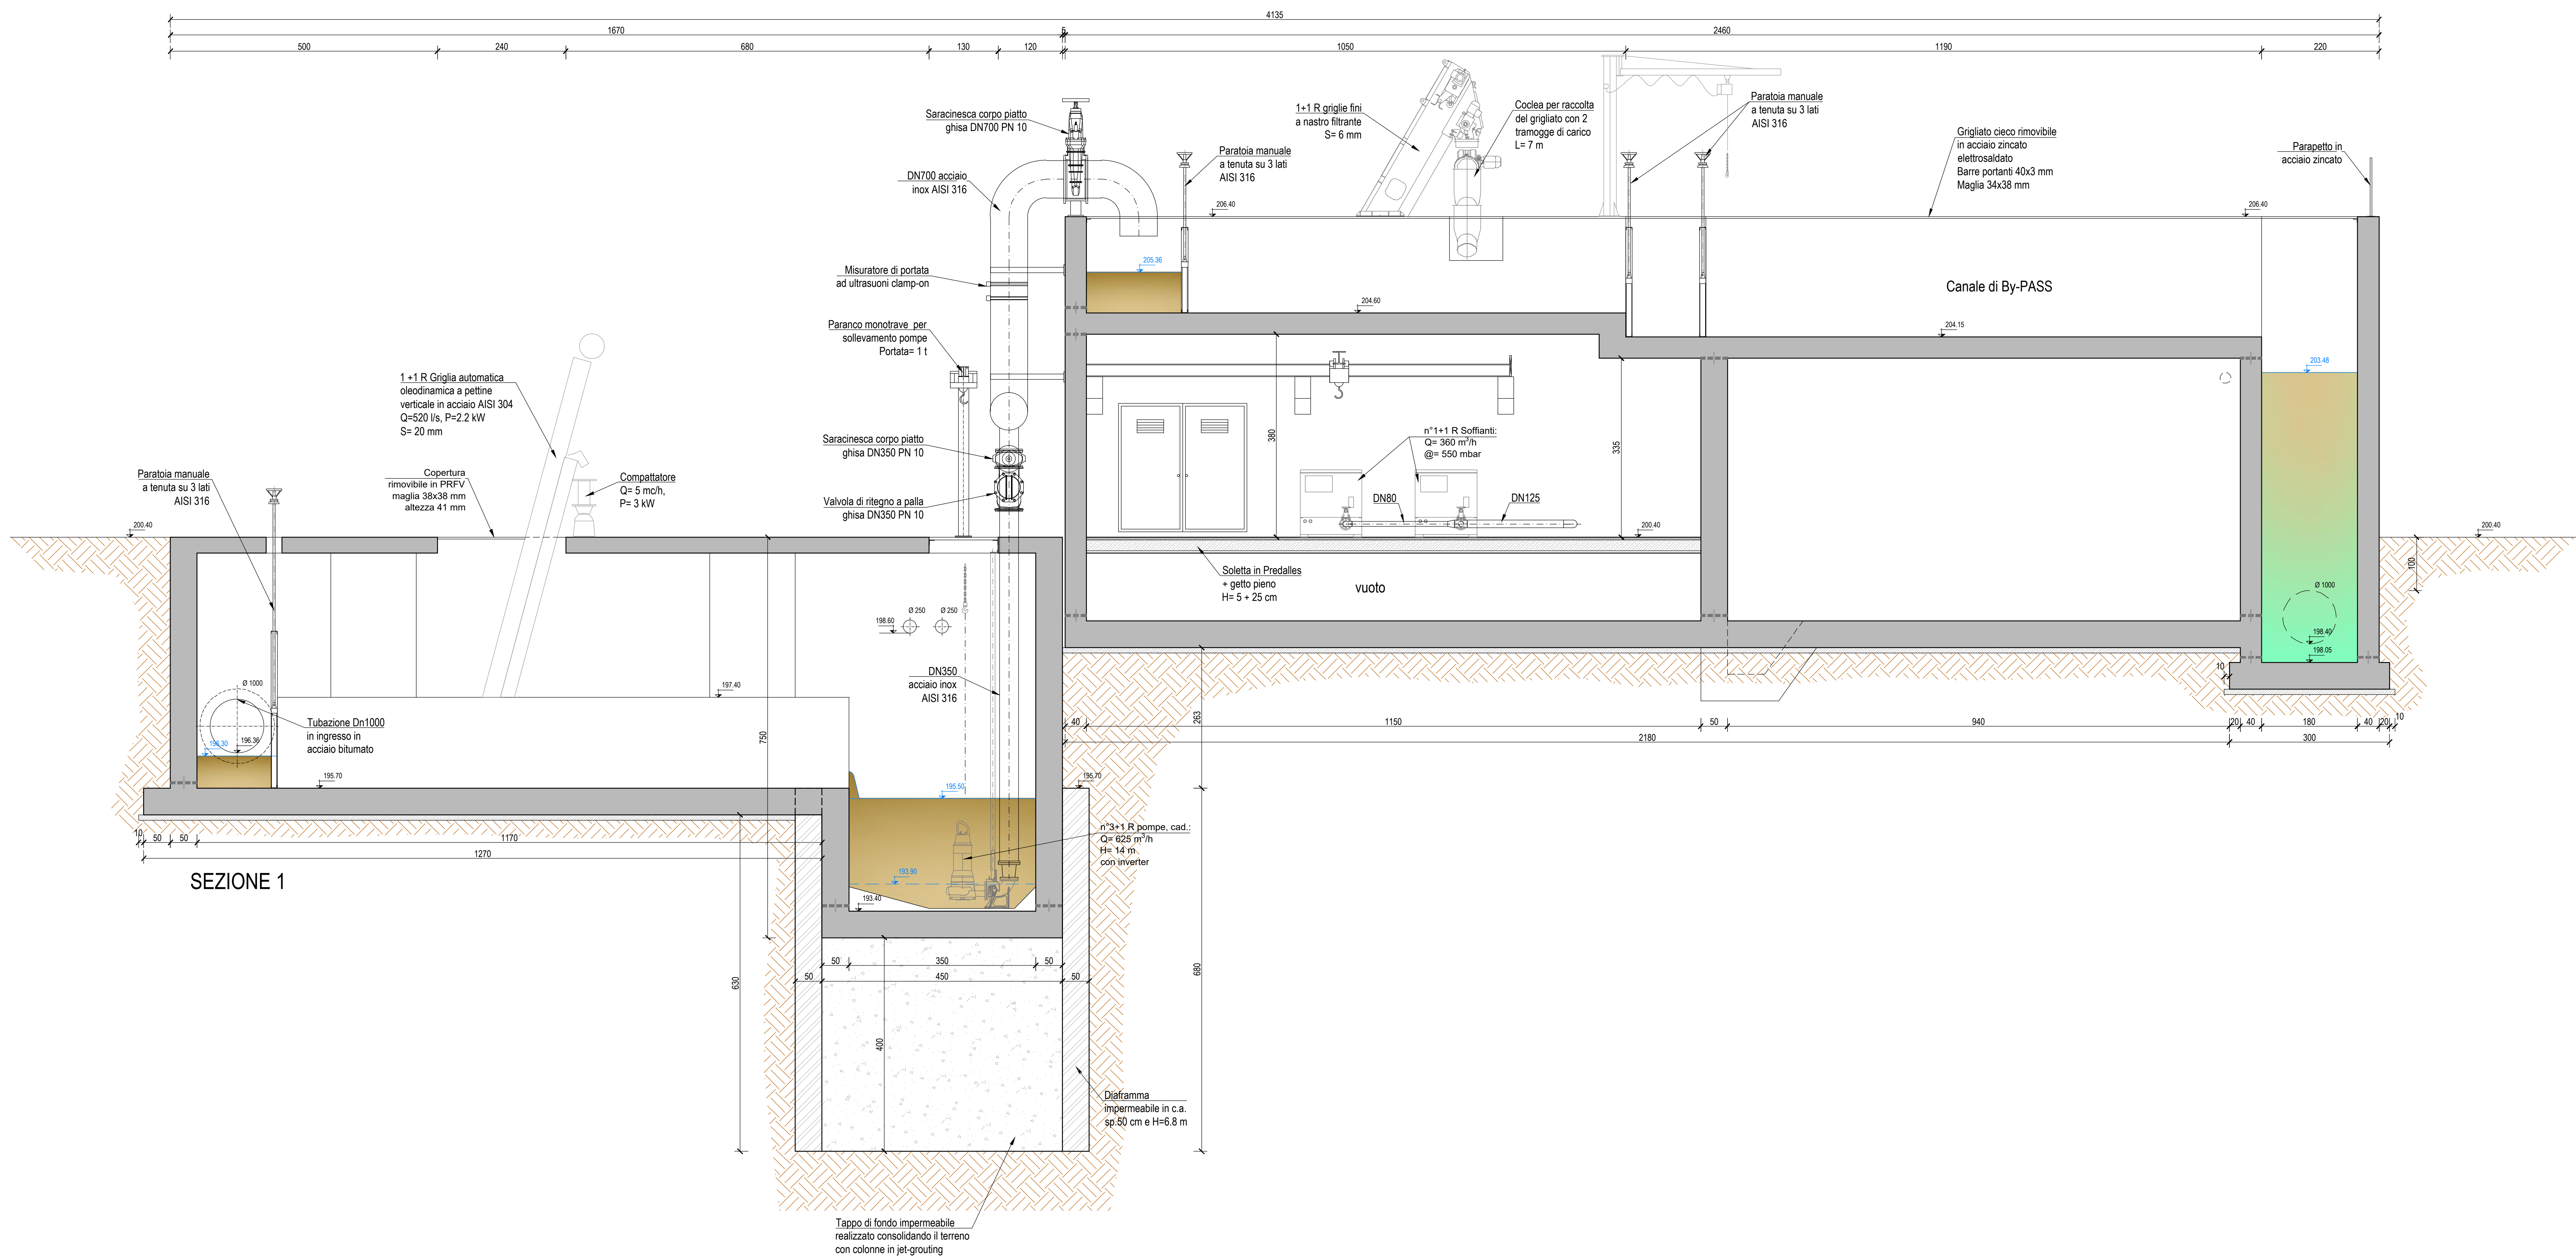 4135
1670
5
2460
500
240
680
130
120
1050
1190
220
Saracinesca corpo piatto
ghisa DN700 PN 10
DN700 acciaio
inox AISI 316
Paratoia manuale
a tenuta su 3 lati
AISI 316
1+1 R griglie fini
a nastro filtrante
S= 6 mm
Coclea per raccolta
del grigliato con 2
tramogge di carico
L= 7 m
Paratoia manuale
a tenuta su 3 lati
AISI 316
Grigliato cieco rimovibile
in acciaio zincato
elettrosaldato
Barre portanti 40x3 mm
Maglia 34x38 mm
Parapetto in
acciaio zincato
206.40
206.40
205.36
Misuratore di portata
ad ultrasuoni clamp-on
Canale di By-PASS
204.60
204.15
Paranco monotrave per
sollevamento pompe
Portata= 1 t
203.48
1 +1 R Griglia automatica
oleodinamica a pettine
verticale in acciaio AISI 304
Q=520 l/s, P=2.2 kW
S= 20 mm
Saracinesca corpo piatto
ghisa DN350 PN 10
380
335
n°1+1 R Soffianti:
Q= 360 m³/h
@= 550 mbar
Paratoia manuale
a tenuta su 3 lati
AISI 316
Copertura
rimovibile in PRFV
maglia 38x38 mm
altezza 41 mm
Compattatore
Q= 5 mc/h,
P= 3 kW
Valvola di ritegno a palla
ghisa DN350 PN 10
DN80
DN125
200.40
200.40
200.40
100
Soletta in Predalles
+ getto pieno
H= 5 + 25 cm
vuoto
Ø 1000
198.60
Ø 250
Ø 250
198.40
198.05
DN350
acciaio inox
AISI 316
10
Ø 1000
197.40
Tubazione Dn1000
in ingresso in
acciaio bitumato
196.30
196.36
750
263
40
1150
50
940
20
40
180
40
20
10
2180
300
195.70
195.70
195.50
n°3+1 R pompe, cad.:
Q= 625 m³/h
H= 14 m
con inverter
10
50
50
1170
1270
193.90
193.40
SEZIONE 1
50
350
50
50
450
50
630
680
400
Diaframma
impermeabile in c.a.
sp.50 cm e H=6.8 m
Tappo di fondo impermeabile
realizzato consolidando il terreno
con colonne in jet-grouting